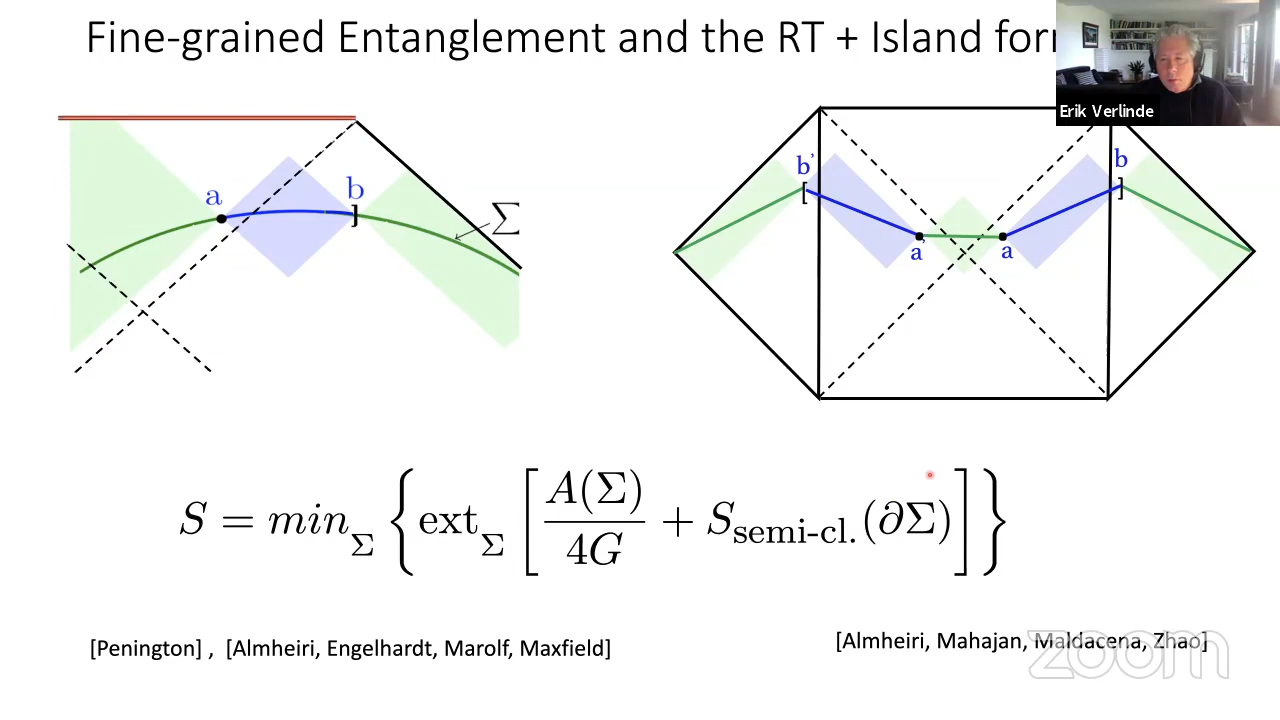 Fine-grained Entanglement and the RT + Island for
Erik Verlinde
a
b
Σ
b'
b
a'
a
S = min_Σ { ext_Σ [ A(Σ)/4G + S_semi-cl.(∂Σ) ] }
[Penington] , [Almheiri, Engelhardt, Marolf, Maxfield]
[Almheiri, Mahajan, Maldacena, Zhao]
zoom